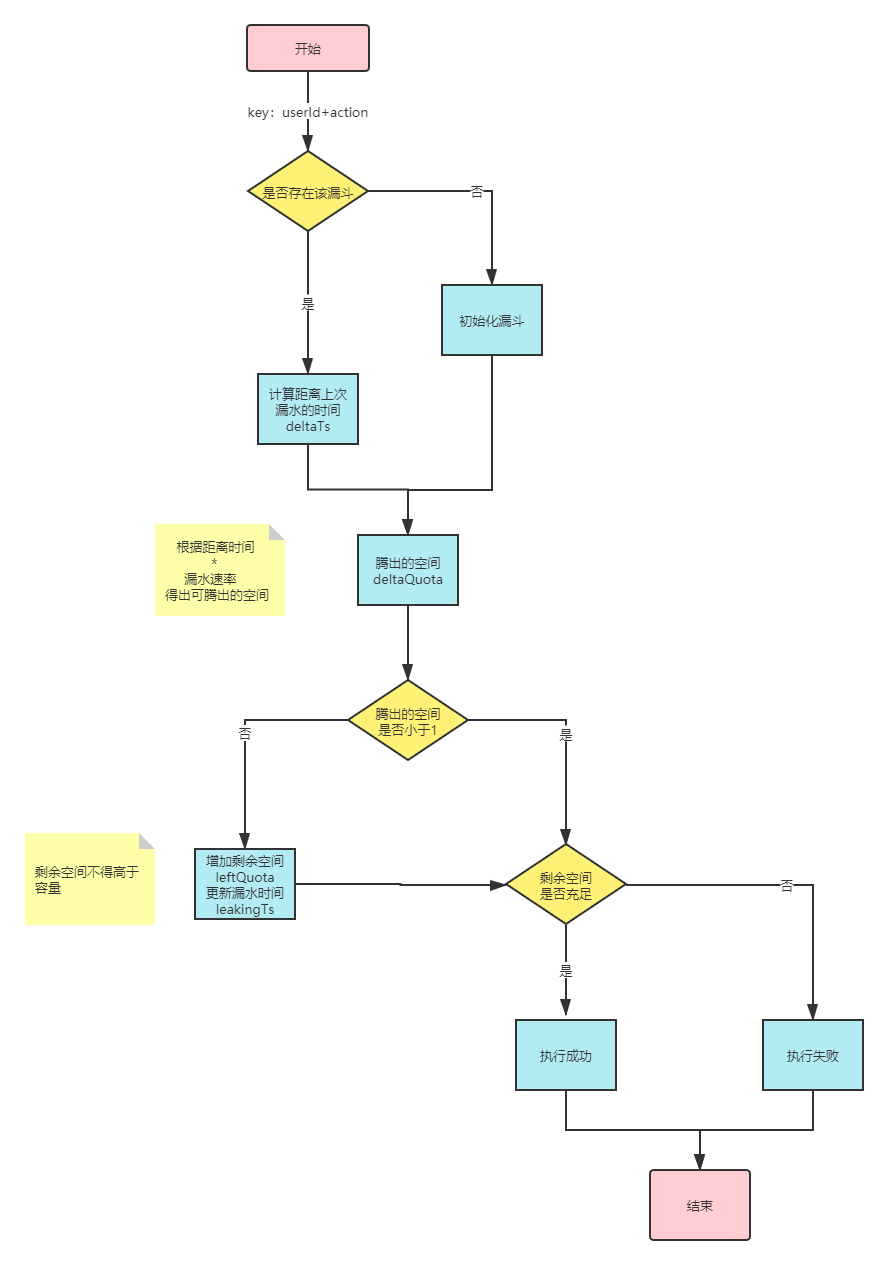 开始
key：userId+action
是否存在该漏斗
否
是
初始化漏斗
计算距离上次
漏水的时间
deltaTs
根据距离时间
*
漏水速率
得出可腾出的空间
腾出的空间
deltaQuota
腾出的空间
是否小于1
否
是
剩余空间不得高于
容量
增加剩余空间
leftQuota
更新漏水时间
leakingTs
剩余空间
是否充足
否
是
执行成功
执行失败
结束